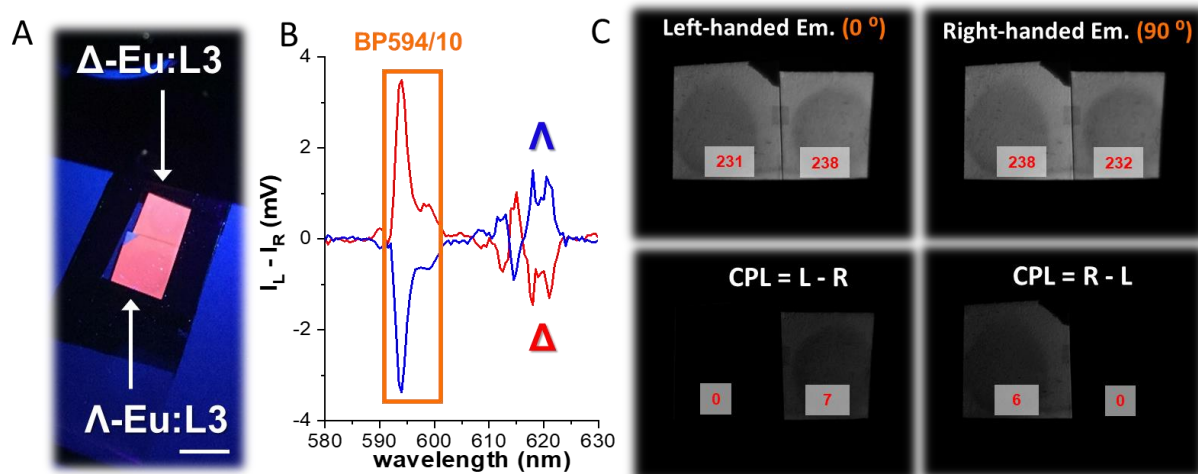 A
Δ-Eu:L3
Λ-Eu:L3
B
BP594/10
I_L - I_R (mV)
4
2
0
-2
-4
Λ
Δ
580 590 600 610 620 630
wavelength (nm)
C
Left-handed Em. (0 º)
231
238
Right-handed Em. (90 º)
238
232
CPL = L - R
0
7
CPL = R - L
6
0